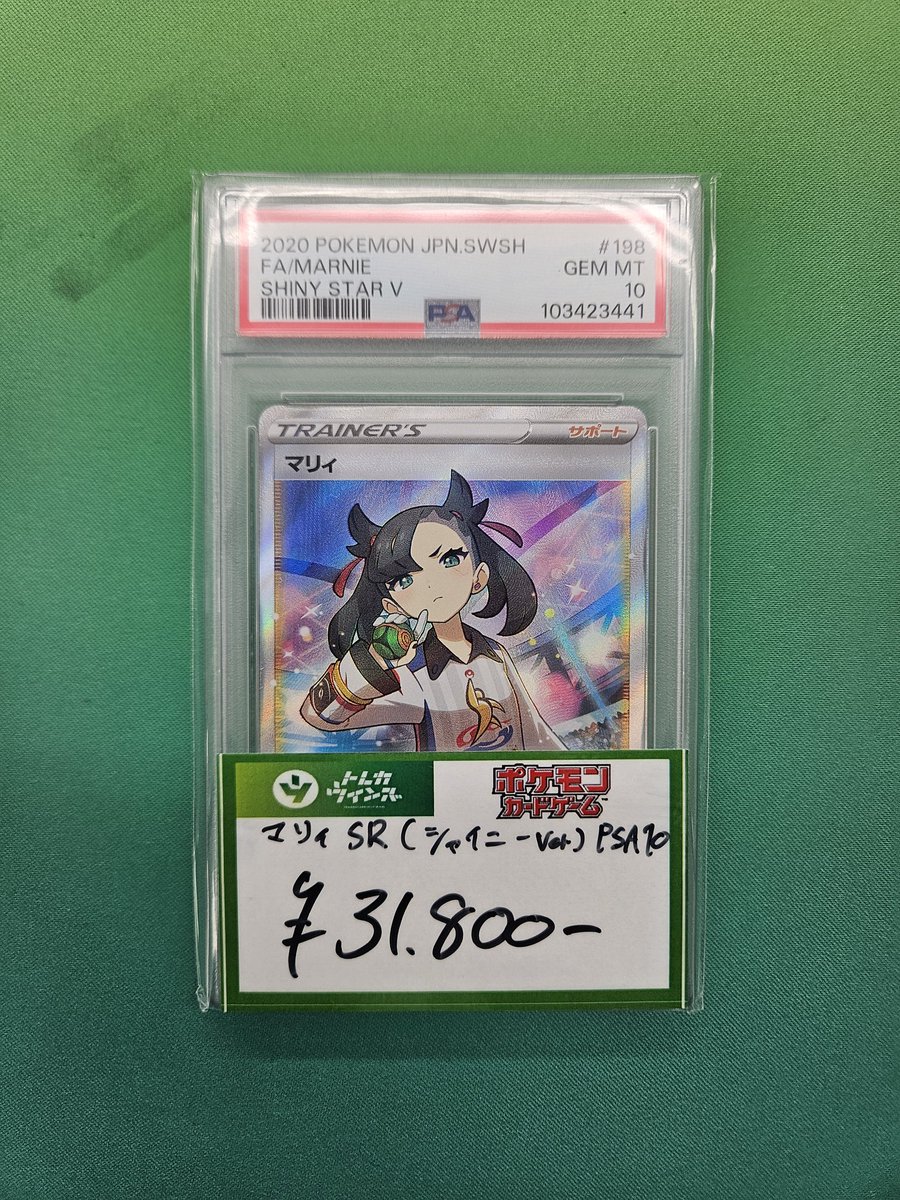 2020 POKEMON JPN.SWSH #198
FA/MARNIE GEM MT
SHINY STAR V 10
PSA 103423441
TRAINER'S サポート
マリィ
トレカ
ツインズ
ポケモン
カードゲーム
マリィ SR (シャイニーver) PSA10
¥31.800-